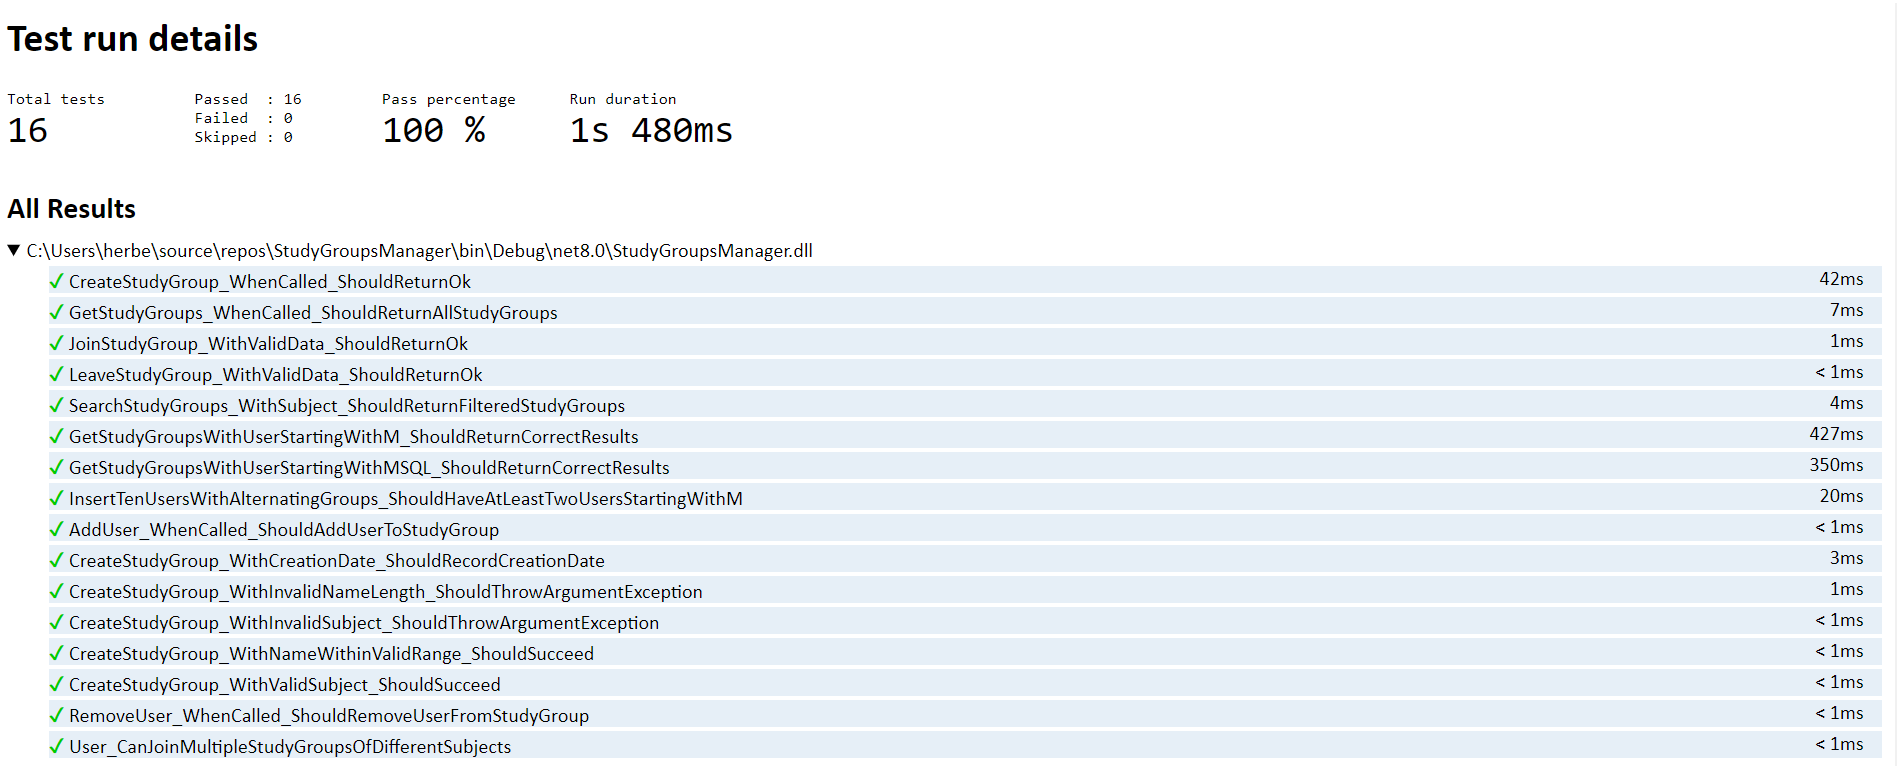 Test run details
Total tests
16
Passed : 16
Failed : 0
Skipped : 0
Pass percentage
100 %
Run duration
1s 480ms
All Results
C:\Users\herbe\source\repos\StudyGroupsManager\bin\Debug\net8.0\StudyGroupsManager.dll
✓ CreateStudyGroup_WhenCalled_ShouldReturnOk 42ms
✓ GetStudyGroups_WhenCalled_ShouldReturnAllStudyGroups 7ms
✓ JoinStudyGroup_WithValidData_ShouldReturnOk 1ms
✓ LeaveStudyGroup_WithValidData_ShouldReturnOk < 1ms
✓ SearchStudyGroups_WithSubject_ShouldReturnFilteredStudyGroups 4ms
✓ GetStudyGroupsWithUserStartingWithM_ShouldReturnCorrectResults 427ms
✓ GetStudyGroupsWithUserStartingWithMSQL_ShouldReturnCorrectResults 350ms
✓ InsertTenUsersWithAlternatingGroups_ShouldHaveAtLeastTwoUsersStartingWithM 20ms
✓ AddUser_WhenCalled_ShouldAddUserToStudyGroup < 1ms
✓ CreateStudyGroup_WithCreationDate_ShouldRecordCreationDate 3ms
✓ CreateStudyGroup_WithInvalidNameLength_ShouldThrowArgumentException 1ms
✓ CreateStudyGroup_WithInvalidSubject_ShouldThrowArgumentException < 1ms
✓ CreateStudyGroup_WithNameWithinValidRange_ShouldSucceed < 1ms
✓ CreateStudyGroup_WithValidSubject_ShouldSucceed < 1ms
✓ RemoveUser_WhenCalled_ShouldRemoveUserFromStudyGroup < 1ms
✓ User_CanJoinMultipleStudyGroupsOfDifferentSubjects < 1ms